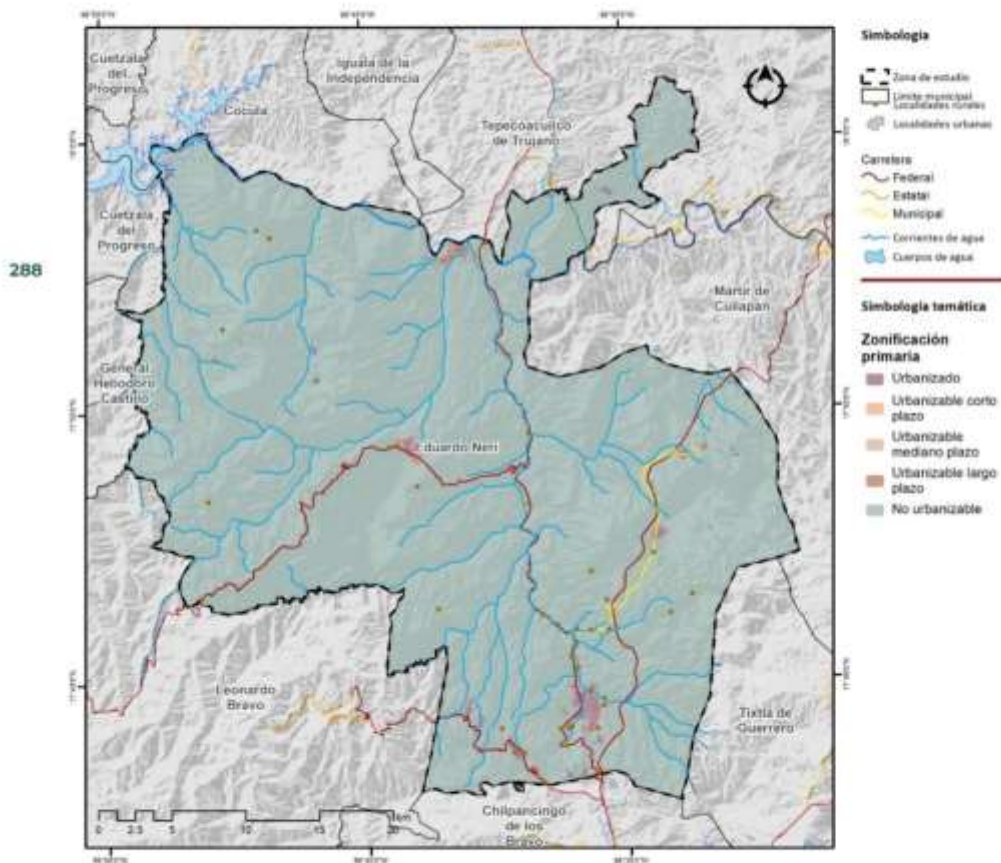 Cuetzala
del
Progreso
Iguala de la
Independencia
Cocula
Tepecoacuilco
de Trujano
Cuetzala
del
Progreso
288
Martir de
Cuilapan
General
Heliodoro
Castillo
duardo Neri
Leonardo
Bravo
Tixtla de
Guerrero
Chilpancingo
de los
Bravo
0 2.5 5 10 15 20
km
Simbología
Zona de estudio
Límite municipal
Localidades rurales
Localidades urbanas
Carretera
Federal
Estatal
Municipal
Corrientes de agua
Cuerpos de agua
Simbología temática
Zonificación
primaria
Urbanizado
Urbanizable corto
plazo
Urbanizable
mediano plazo
Urbanizable largo
plazo
No urbanizable